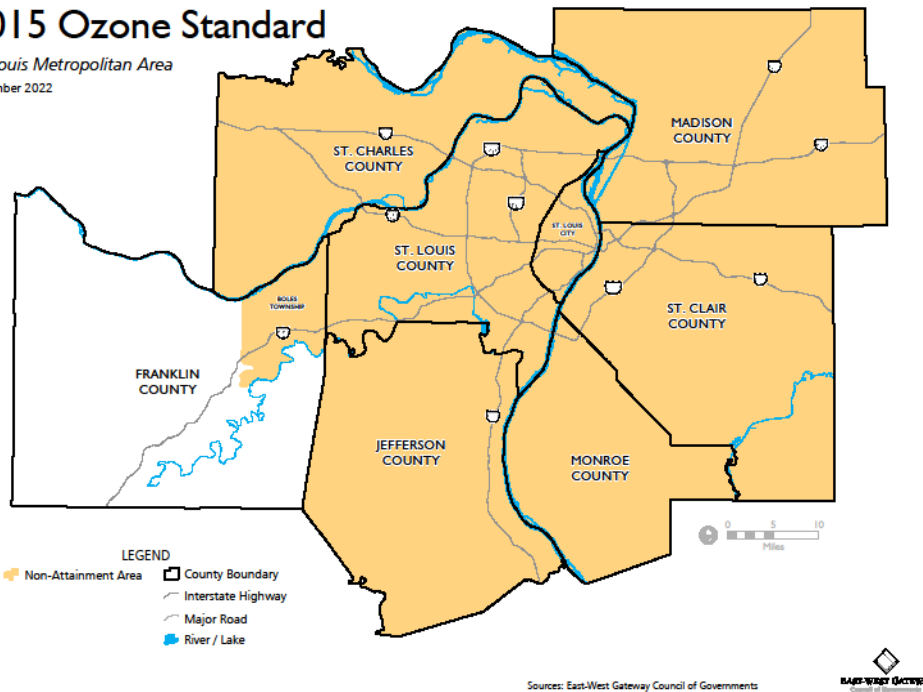 015 Ozone Standard
ouis Metropolitan Area
mber 2022
MADISON
COUNTY
ST. CHARLES
COUNTY
ST. LOUIS
CITY
ST. LOUIS
COUNTY
BOLES
TOWNSHIP
ST. CLAIR
COUNTY
FRANKLIN
COUNTY
JEFFERSON
COUNTY
MONROE
COUNTY
0 5 10
Miles
LEGEND
Non-Attainment Area
County Boundary
Interstate Highway
Major Road
River / Lake
Sources: East-West Gateway Council of Governments
EAST-WEST GATEW